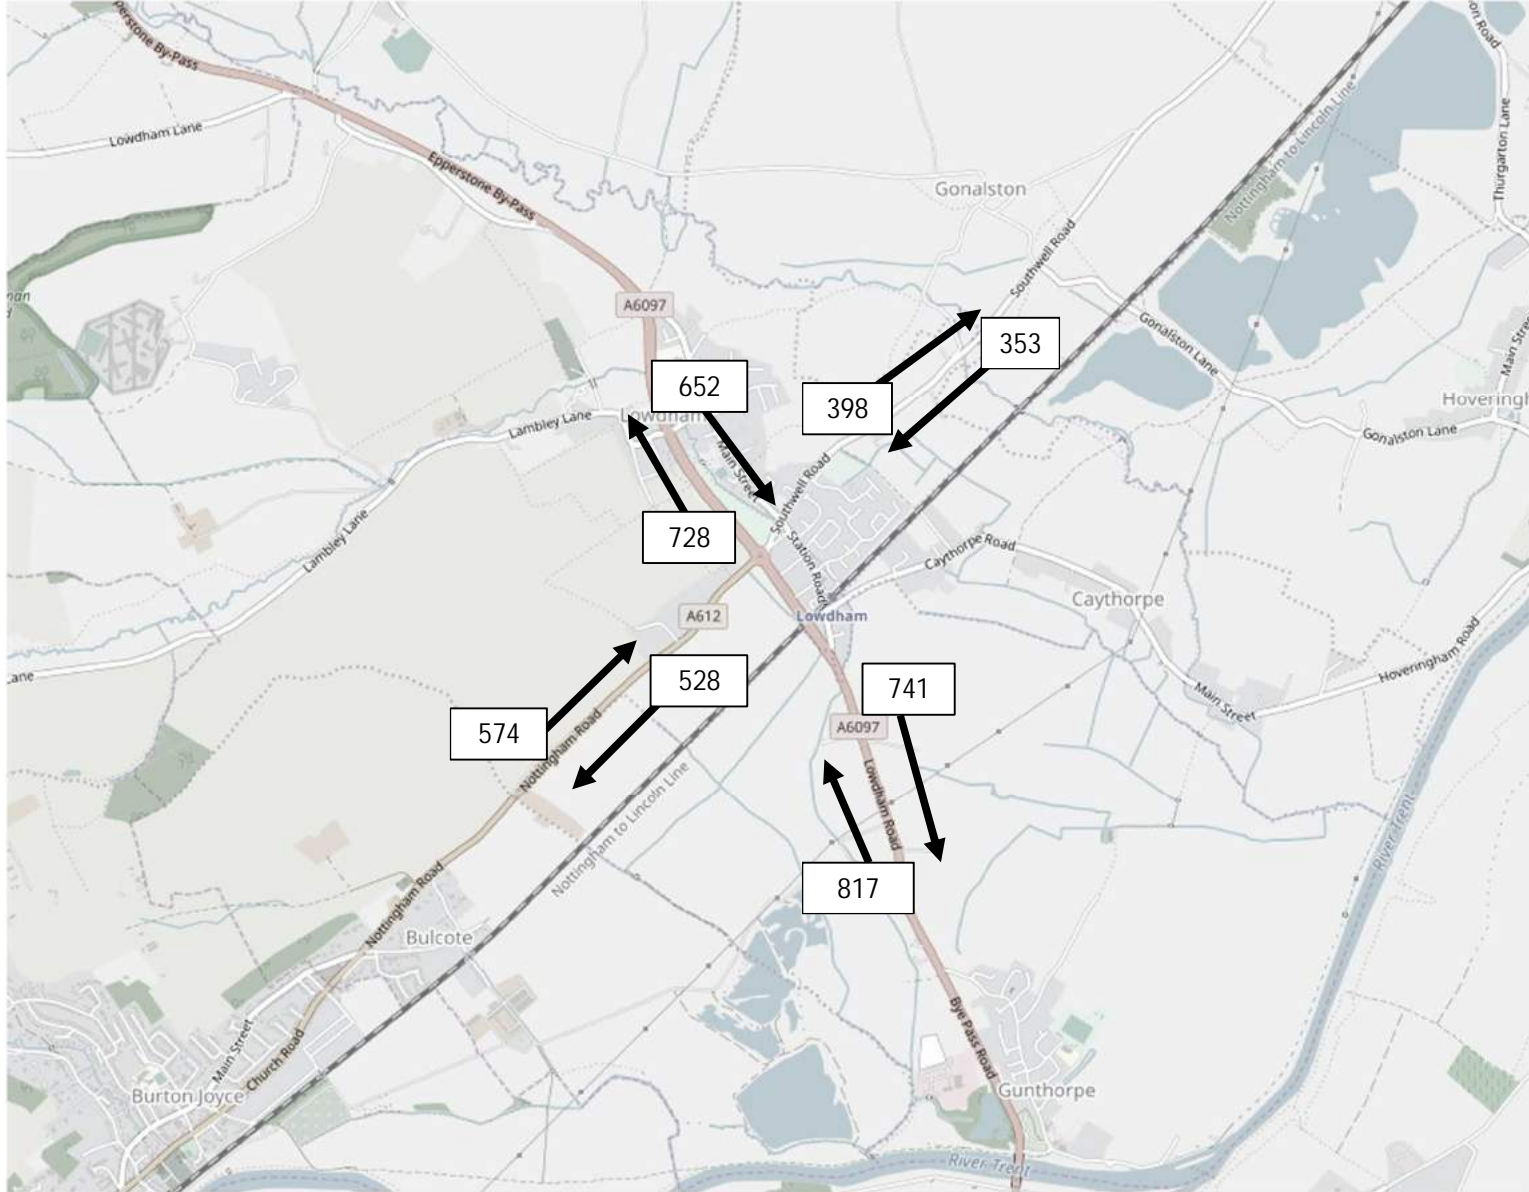 perstone By-Pass
on Road
Lowdham Lane
Epperstone By-Pass
Nottingham to Lincoln Line
Thurgarton Lane
Gonalston
Southwell Road
A6097
Gonalston Lane
353
652
398
Main Stre
Hoveringh
Lowdham
Lambley Lane
Gonalston Lane
Main Street
Southwell Road
728
Lambley Lane
Station Road
Caythorpe Road
Caythorpe
A612
Lowdham
Hoveringham Road
528
741
Lane
Main Street
574
A6097
Nottingham Road
Lowdham Road
Nottingham to Lincoln Line
River Trent
817
Nottingham Road
Bulcote
Bye Pass Road
Main Street
Church Road
Burton Joyce
Gunthorpe
River Trent